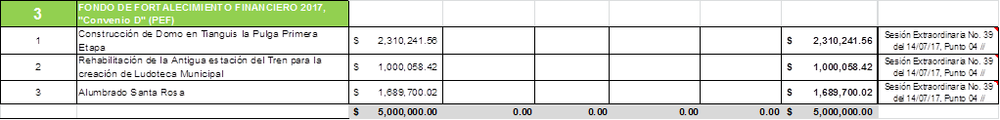 3 FONDO DE FORTALECIMIENTO FINANCIERO 2017,
"Convenio D" (PEF)
1 Construcción de Domo en Tianguis la Pulga Primera
Etapa $ 2,310,241.56 $ 2,310,241.56 Sesión Extraordinaria No. 39
del 14/07/17, Punto 04 //
2 Rehabilitación de la Antigua estación del Tren para la
creación de Ludoteca Municipal $ 1,000,058.42 $ 1,000,058.42 Sesión Extraordinaria No. 39
del 14/07/17, Punto 04 //
3 Alumbrado Santa Rosa $ 1,689,700.02 $ 1,689,700.02 Sesión Extraordinaria No. 39
del 14/07/17, Punto 04 //
$ 5,000,000.00 0.00 0.00 0.00 0.00 $ 5,000,000.00